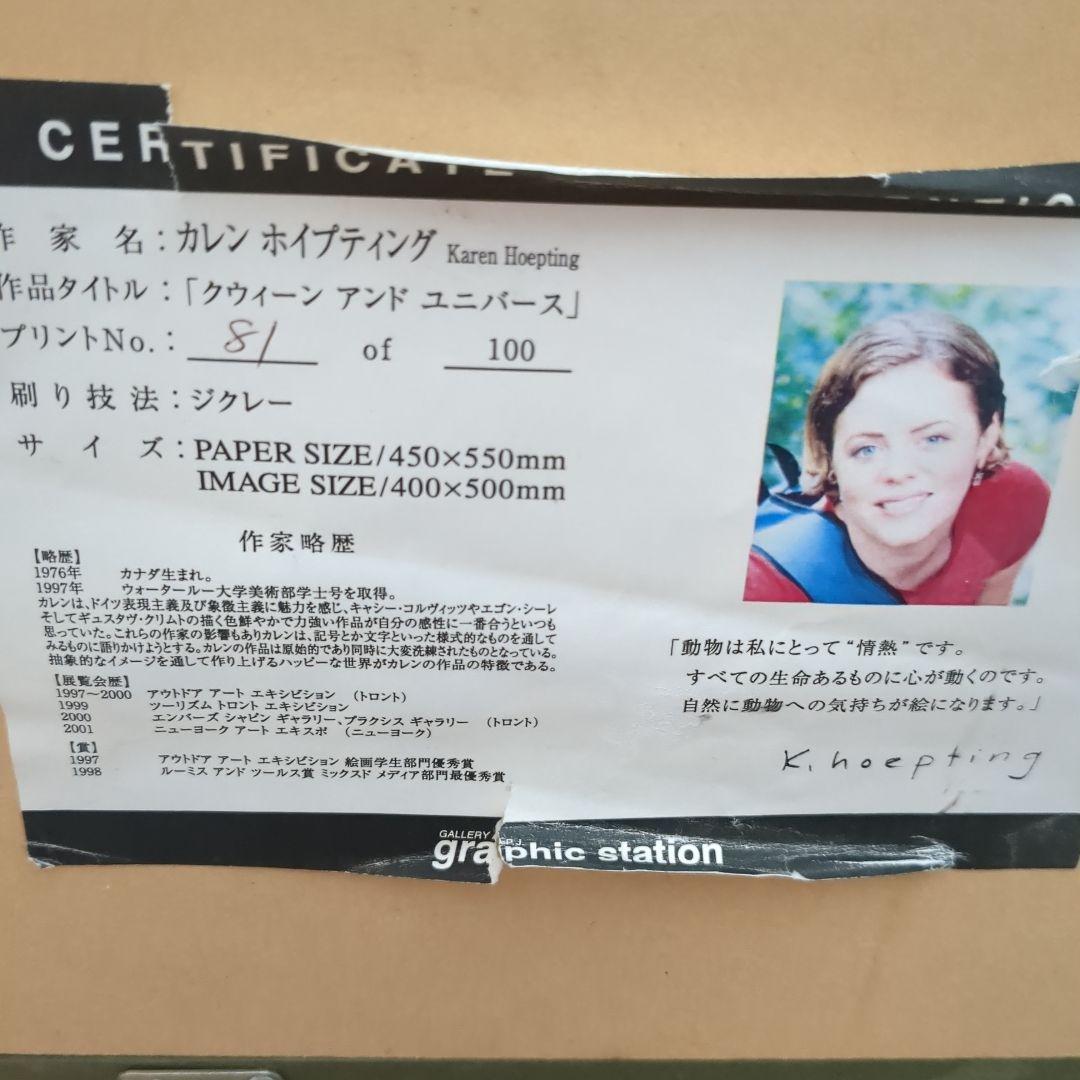 CERTIFICATE
作家名：カレン ホイプティング Karen Hoepting
作品タイトル：「クウィーン アンド ユニバース」
プリントNo.： 81 of 100
刷り技法：ジクレー
サイズ：PAPER SIZE/450×550mm
IMAGE SIZE/400×500mm
作家略歴
【略歴】
1976年 カナダ生まれ。
1997年 ウォータールー大学美術部学士号を取得。
カレンは、ドイツ表現主義及び象徴主義に魅力を感じ、キャシー・コルヴィッツやエゴン・シーレ
そしてギュスタヴ・クリムトの描く色鮮やかで力強い作品が自分の感性に一番合うといつも
思っていた。これらの作家の影響もありカレンは、記号とか文字といった様式的なものを通して
みるものに語りかけようとする。カレンの作品は原始的であり同時に大変洗練されたものとなっている。
抽象的なイメージを通して作り上げるハッピーな世界がカレンの作品の特徴である。
【展覧会歴】
1997～2000 アウトドア アート エキシビション （トロント）
1999 ツーリズム トロント エキシビション
2000 エンバーズ シャビン ギャラリー、プラクシス ギャラリー （トロント）
2001 ニューヨーク アート エキスポ （ニューヨーク）
【賞】
1997 アウトドア アート エキシビション 絵画学生部門優秀賞
1998 ルーミス アンド ツールス賞 ミックスド メディア部門最優秀賞
「動物は私にとって“情熱”です。
すべての生命あるものに心が動くのです。
自然に動物への気持ちが絵になります。」
K. hoepting
GALLERY
graphic station